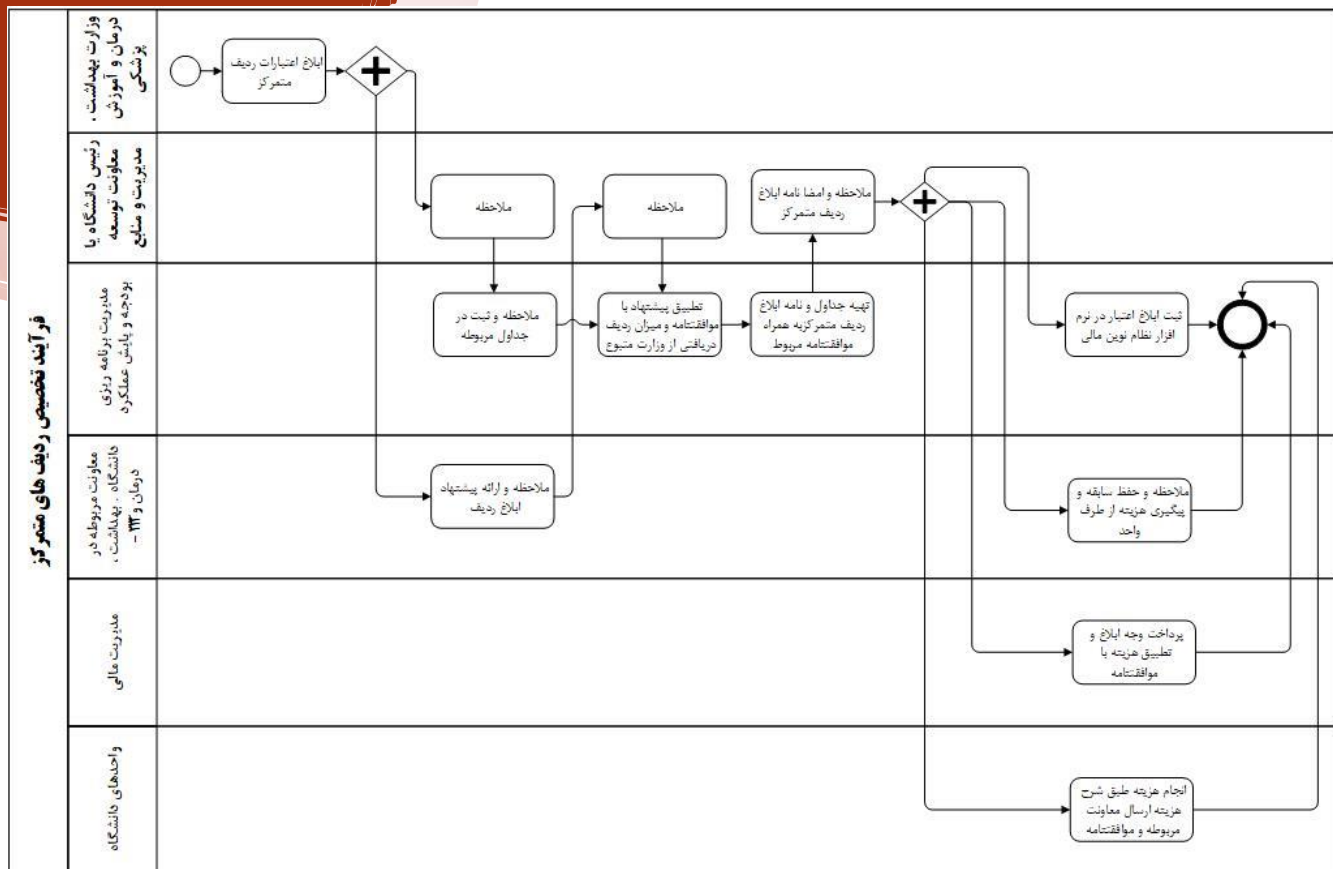 فرآیند تخصیص ردیف های متمرکز
وزارت بهداشت ،
درمان و آموزش
پزشکی
ابلاغ اعتبارات ردیف
متمرکز
رئیس دانشگاه یا
معاونت توسعه
مدیریت و منابع
ملاحظه
ملاحظه
ملاحظه و امضا نامه ابلاغ
ردیف متمرکز
مدیریت برنامه ریزی
بودجه و پایش عملکرد
ملاحظه و ثبت در
جداول مربوطه
تطبیق پیشنهاد با
موافقتنامه و میزان ردیف
دریافتی از وزارت متبوع
تهیه جداول و نامه ابلاغ
ردیف متمرکزبه همراه
موافقتنامه مربوط
ثبت ابلاغ اعتبار در نرم
افزار نظام نوین مالی
معاونت مربوطه در
دانشگاه . بهداشت ،
درمان و
ملاحظه و ارائه پیشنهاد
ابلاغ ردیف
ملاحظه و حفظ سابقه و
پیگیری هزینه از طرف
واحد
مدیریت مالی
پرداخت وجه ابلاغ و
تطبیق هزینه با
موافقتنامه
واحدهای دانشگاه
انجام هزینه طبق شرح
هزینه ارسال معاونت
مربوطه و موافقتنامه